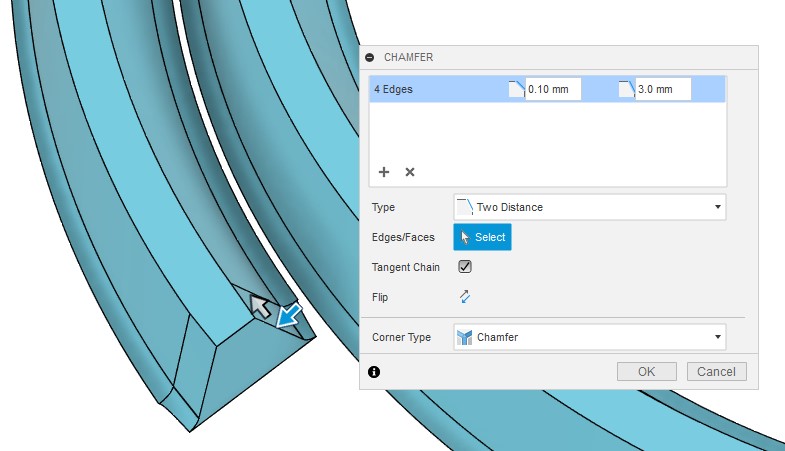 CHAMFER
4 Edges 0.10 mm 3.0 mm
Type Two Distance
Edges/Faces Select
Tangent Chain
Flip
Corner Type Chamfer
OK Cancel